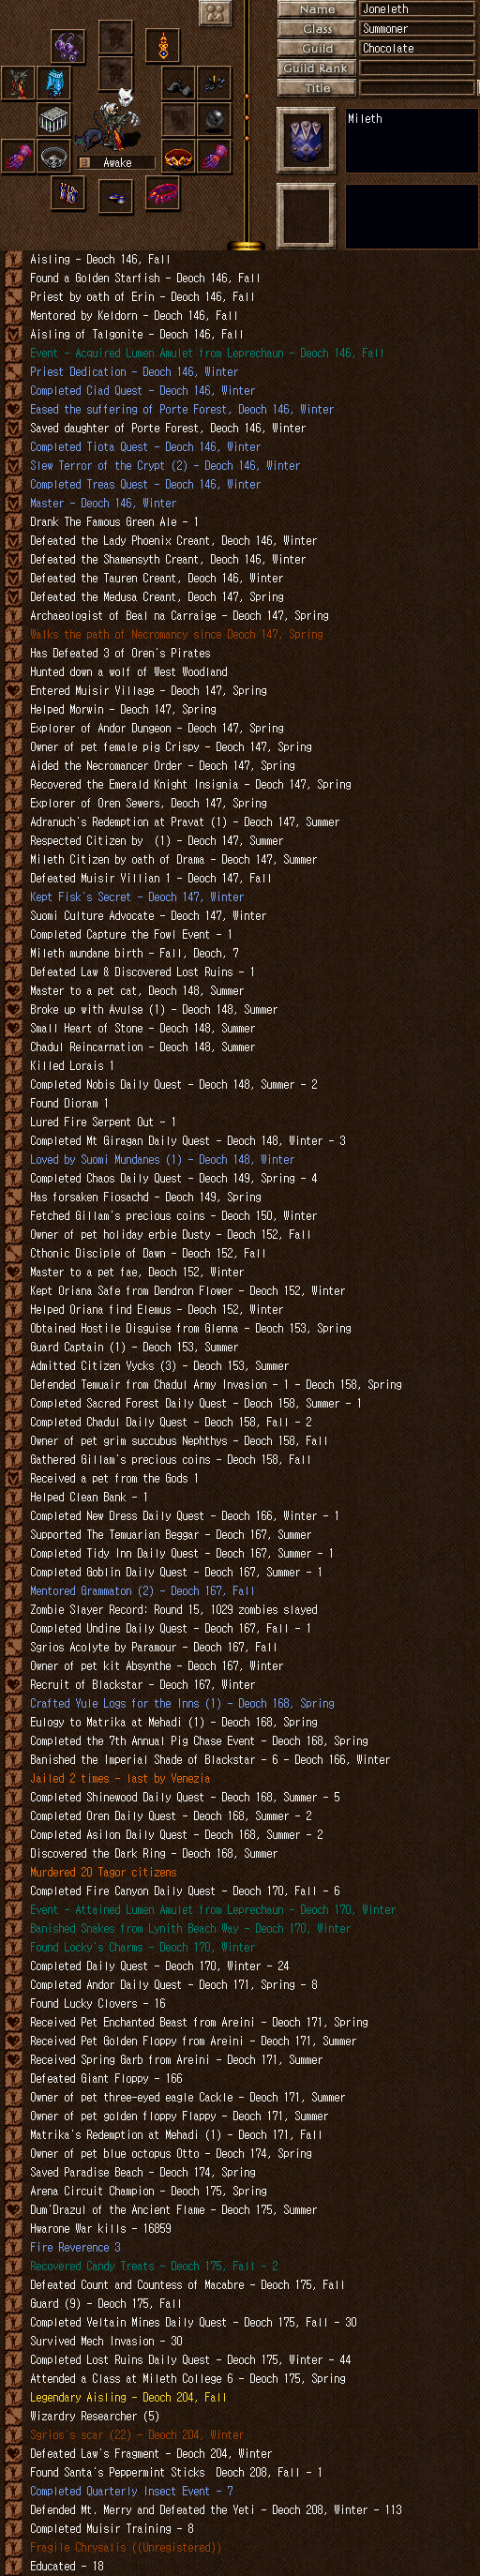 Name
Joneleth
Class
Summoner
Guild
Chocolate
Guild Rank
Title
Mileth
Awake
Aisling - Deoch 146, Fall
Found a Golden Starfish - Deoch 146, Fall
Priest by oath of Erin - Deoch 146, Fall
Mentored by Keldorn - Deoch 146, Fall
Aisling of Talgonite - Deoch 146, Fall
Event - Acquired Lumen Amulet from Leprechaun - Deoch 146, Fall
Priest Dedication - Deoch 146, Winter
Completed Ciad Quest - Deoch 146, Winter
Eased the suffering of Porte Forest, Deoch 146, Winter
Saved daughter of Porte Forest, Deoch 146, Winter
Completed Tiota Quest - Deoch 146, Winter
Slew Terror of the Crypt (2) - Deoch 146, Winter
Completed Treas Quest - Deoch 146, Winter
Master - Deoch 146, Winter
Drank The Famous Green Ale - 1
Defeated the Lady Phoenix Creant, Deoch 146, Winter
Defeated the Shamensyth Creant, Deoch 146, Winter
Defeated the Tauren Creant, Deoch 146, Winter
Defeated the Medusa Creant, Deoch 147, Spring
Archaeologist of Beal na Carraige - Deoch 147, Spring
Walks the path of Necromancy since Deoch 147, Spring
Has Defeated 3 of Oren's Pirates
Hunted down a wolf of West Woodland
Entered Muisir Village - Deoch 147, Spring
Helped Morwin - Deoch 147, Spring
Explorer of Andor Dungeon - Deoch 147, Spring
Owner of pet female pig Crispy - Deoch 147, Spring
Aided the Necromancer Order - Deoch 147, Spring
Recovered the Emerald Knight Insignia - Deoch 147, Spring
Explorer of Oren Sewers, Deoch 147, Spring
Adranuch's Redemption at Pravat (1) - Deoch 147, Summer
Respected Citizen by  (1) - Deoch 147, Summer
Mileth Citizen by oath of Drama - Deoch 147, Summer
Defeated Muisir Villian 1 - Deoch 147, Fall
Kept Fisk's Secret - Deoch 147, Winter
Suomi Culture Advocate - Deoch 147, Winter
Completed Capture the Fowl Event - 1
Mileth mundane birth - Fall, Deoch, 7
Defeated Law & Discovered Lost Ruins - 1
Master to a pet cat, Deoch 148, Summer
Broke up with Avulse (1) - Deoch 148, Summer
Small Heart of Stone - Deoch 148, Summer
Chadul Reincarnation - Deoch 148, Summer
Killed Lorais 1
Completed Nobis Daily Quest - Deoch 148, Summer - 2
Found Dioram 1
Lured Fire Serpent Out - 1
Completed Mt Giragan Daily Quest - Deoch 148, Winter - 3
Loved by Suomi Mundanes (1) - Deoch 148, Winter
Completed Chaos Daily Quest - Deoch 149, Spring - 4
Has forsaken Fiosachd - Deoch 149, Spring
Fetched Gillam's precious coins - Deoch 150, Winter
Owner of pet holiday erbie Dusty - Deoch 152, Fall
Cthonic Disciple of Dawn - Deoch 152, Fall
Master to a pet fae, Deoch 152, Winter
Kept Oriana Safe from Dendron Flower - Deoch 152, Winter
Helped Oriana find Elemus - Deoch 152, Winter
Obtained Hostile Disguise from Glenna - Deoch 153, Spring
Guard Captain (1) - Deoch 153, Summer
Admitted Citizen Vycks (3) - Deoch 153, Summer
Defended Temuair from Chadul Army Invasion - 1 - Deoch 158, Spring
Completed Sacred Forest Daily Quest - Deoch 158, Summer - 1
Completed Chadul Daily Quest - Deoch 158, Fall - 2
Owner of pet grim succubus Nephthys - Deoch 158, Fall
Gathered Gillam's precious coins - Deoch 158, Fall
Received a pet from the Gods 1
Helped Clean Bank - 1
Completed New Dress Daily Quest - Deoch 166, Winter - 1
Supported The Temuarian Beggar - Deoch 167, Summer
Completed Tidy Inn Daily Quest - Deoch 167, Summer - 1
Completed Goblin Daily Quest - Deoch 167, Summer - 1
Mentored Grammaton (2) - Deoch 167, Fall
Zombie Slayer Record: Round 15, 1029 zombies slayed
Completed Undine Daily Quest - Deoch 167, Fall - 1
Sgrios Acolyte by Paramour - Deoch 167, Fall
Owner of pet kit Absynthe - Deoch 167, Winter
Recruit of Blackstar - Deoch 167, Winter
Crafted Yule Logs for the Inns (1) - Deoch 168, Spring
Eulogy to Matrika at Mehadi (1) - Deoch 168, Spring
Completed the 7th Annual Pig Chase Event - Deoch 168, Spring
Banished the Imperial Shade of Blackstar - 6 - Deoch 166, Winter
Jailed 2 times - last by Venezia
Completed Shinewood Daily Quest - Deoch 168, Summer - 5
Completed Oren Daily Quest - Deoch 168, Summer - 2
Completed Asilon Daily Quest - Deoch 168, Summer - 2
Discovered the Dark Ring - Deoch 168, Summer
Murdered 20 Tagor citizens
Completed Fire Canyon Daily Quest - Deoch 170, Fall - 6
Event - Attained Lumen Amulet from Leprechaun - Deoch 170, Winter
Banished Snakes from Lynith Beach Way - Deoch 170, Winter
Found Locky's Charms - Deoch 170, Winter
Completed Daily Quest - Deoch 170, Winter - 24
Completed Andor Daily Quest - Deoch 171, Spring - 8
Found Lucky Clovers - 16
Received Pet Enchanted Beast from Areini - Deoch 171, Spring
Received Pet Golden Floppy from Areini - Deoch 171, Summer
Received Spring Garb from Areini - Deoch 171, Summer
Defeated Giant Floppy - 166
Owner of pet three-eyed eagle Cackle - Deoch 171, Summer
Owner of pet golden floppy Flappy - Deoch 171, Summer
Matrika's Redemption at Mehadi (1) - Deoch 171, Fall
Owner of pet blue octopus Otto - Deoch 174, Spring
Saved Paradise Beach - Deoch 174, Spring
Arena Circuit Champion - Deoch 175, Spring
Dum'Drazul of the Ancient Flame - Deoch 175, Summer
Hwarone War kills - 16859
Fire Reverence 3
Recovered Candy Treats - Deoch 175, Fall - 2
Defeated Count and Countess of Macabre - Deoch 175, Fall
Guard (9) - Deoch 175, Fall
Completed Veltain Mines Daily Quest - Deoch 175, Fall - 30
Survived Mech Invasion - 30
Completed Lost Ruins Daily Quest - Deoch 175, Winter - 44
Attended a Class at Mileth College 6 - Deoch 175, Spring
Legendary Aisling - Deoch 204, Fall
Wizardry Researcher (5)
Sgrios's scar (22) - Deoch 204, Winter
Defeated Law's Fragment - Deoch 204, Winter
Found Santa's Peppermint Sticks  Deoch 208, Fall - 1
Completed Quarterly Insect Event - 7
Defended Mt. Merry and Defeated the Yeti - Deoch 208, Winter - 113
Completed Muisir Training - 8
Fragile Chrysalis ((Unregistered))
Educated - 18